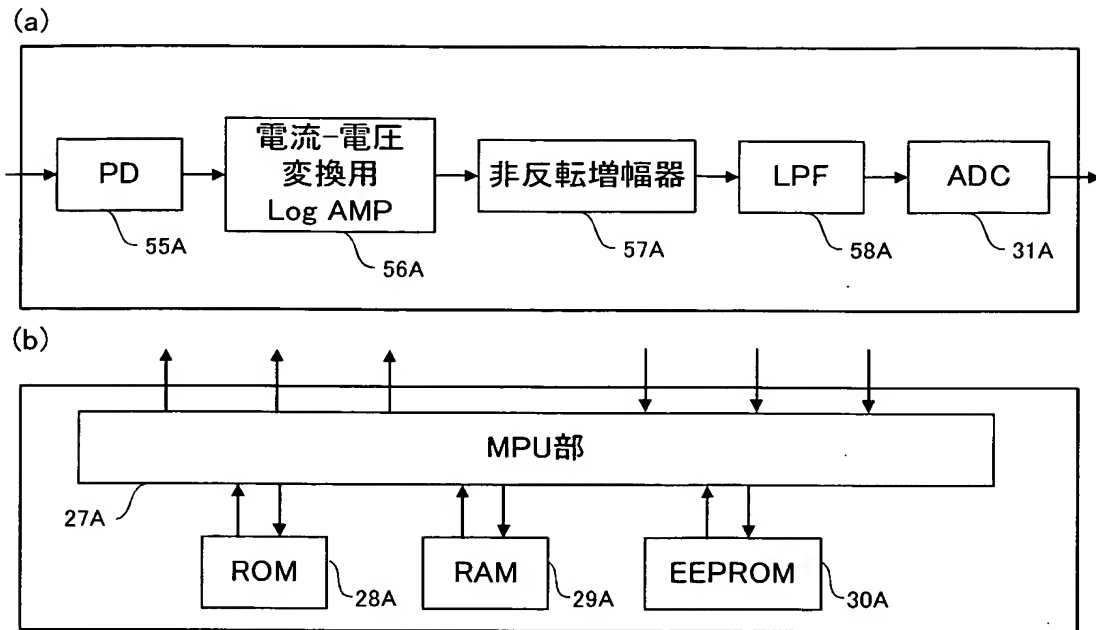 (a)
PD
電流-電圧
変換用
Log AMP
非反転増幅器
LPF
ADC
55A
56A
57A
58A
31A
(b)
MPU部
27A
ROM
RAM
EEPROM
28A
29A
30A